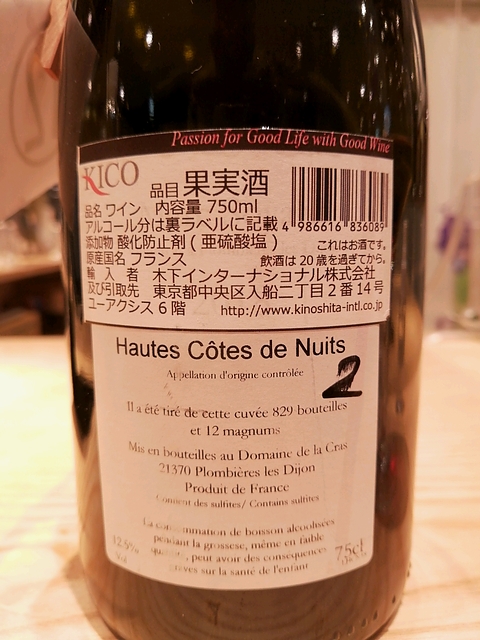 Passion for Good Life with Good Wine
KICO
品目 果実酒
品名 ワイン 内容量 750ml
アルコール分は裏ラベルに記載
4 986616 836089
添加物 酸化防止剤 ( 亜硫酸塩 )
これはお酒です。
原産国名 フランス
飲酒は 20 歳を過ぎてから。
輸 入 者 木下インターナショナル株式会社
及び引取先 東京都中央区入船二丁目 2 番 14 号
ユーアクシス 6 階 http://www.kinoshita-intl.co.jp
Hautes Côtes de Nuits
Appellation d'origine contrôlée
2
Il a été tiré de cette cuvée 829 bouteilles
et 12 magnums
Mis en bouteilles au Domaine de la Cras
21370 Plombières les Dijon
Produit de France
Contient des sulfites/ Contains sulfites
La consommation de boisson alcoolisées
pendant la grossese, même en faible
12.5% quantité, peut avoir des consequences 75cl
Vol graves sur la santé de l'enfant